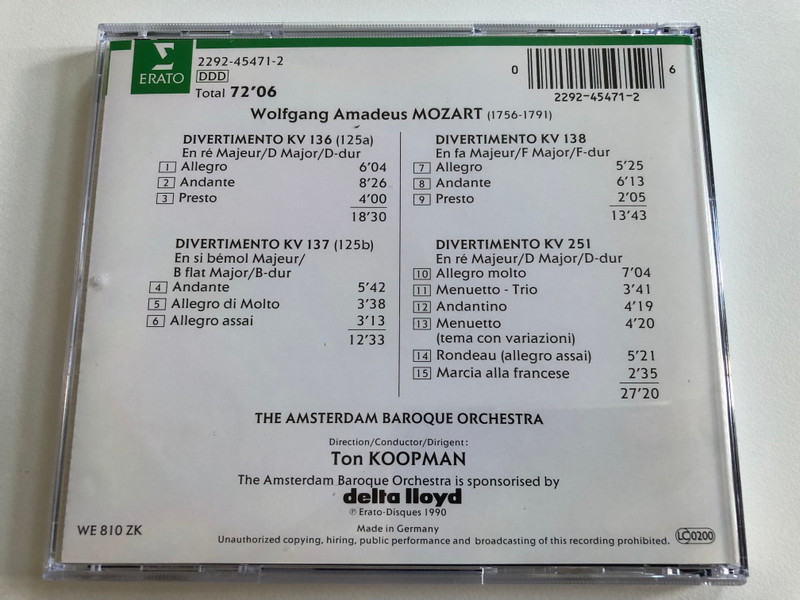 ERATO
2292-45471-2
DDD
Total 72'06
0 6
2292-45471-2
Wolfgang Amadeus MOZART (1756-1791)
DIVERTIMENTO KV 136 (125a)
En ré Majeur/D Major/D-dur
1 Allegro 6'04
2 Andante 8'26
3 Presto 4'00
18'30
DIVERTIMENTO KV 137 (125b)
En si bémol Majeur/
B flat Major/B-dur
4 Andante 5'42
5 Allegro di Molto 3'38
6 Allegro assai 3'13
12'33
DIVERTIMENTO KV 138
En fa Majeur/F Major/F-dur
7 Allegro 5'25
8 Andante 6'13
9 Presto 2'05
13'43
DIVERTIMENTO KV 251
En ré Majeur/D Major/D-dur
10 Allegro molto 7'04
11 Menuetto - Trio 3'41
12 Andantino 4'19
13 Menuetto 4'20
(tema con variazioni)
14 Rondeau (allegro assai) 5'21
15 Marcia alla francese 2'35
27'20
THE AMSTERDAM BAROQUE ORCHESTRA
Direction/Conductor/Dirigent:
Ton KOOPMAN
The Amsterdam Baroque Orchestra is sponsorised by
delta lloyd
℗ Erato-Disques 1990
WE 810 ZK
Made in Germany
Unauthorized copying, hiring, public performance and broadcasting of this recording prohibited.
LC 0200